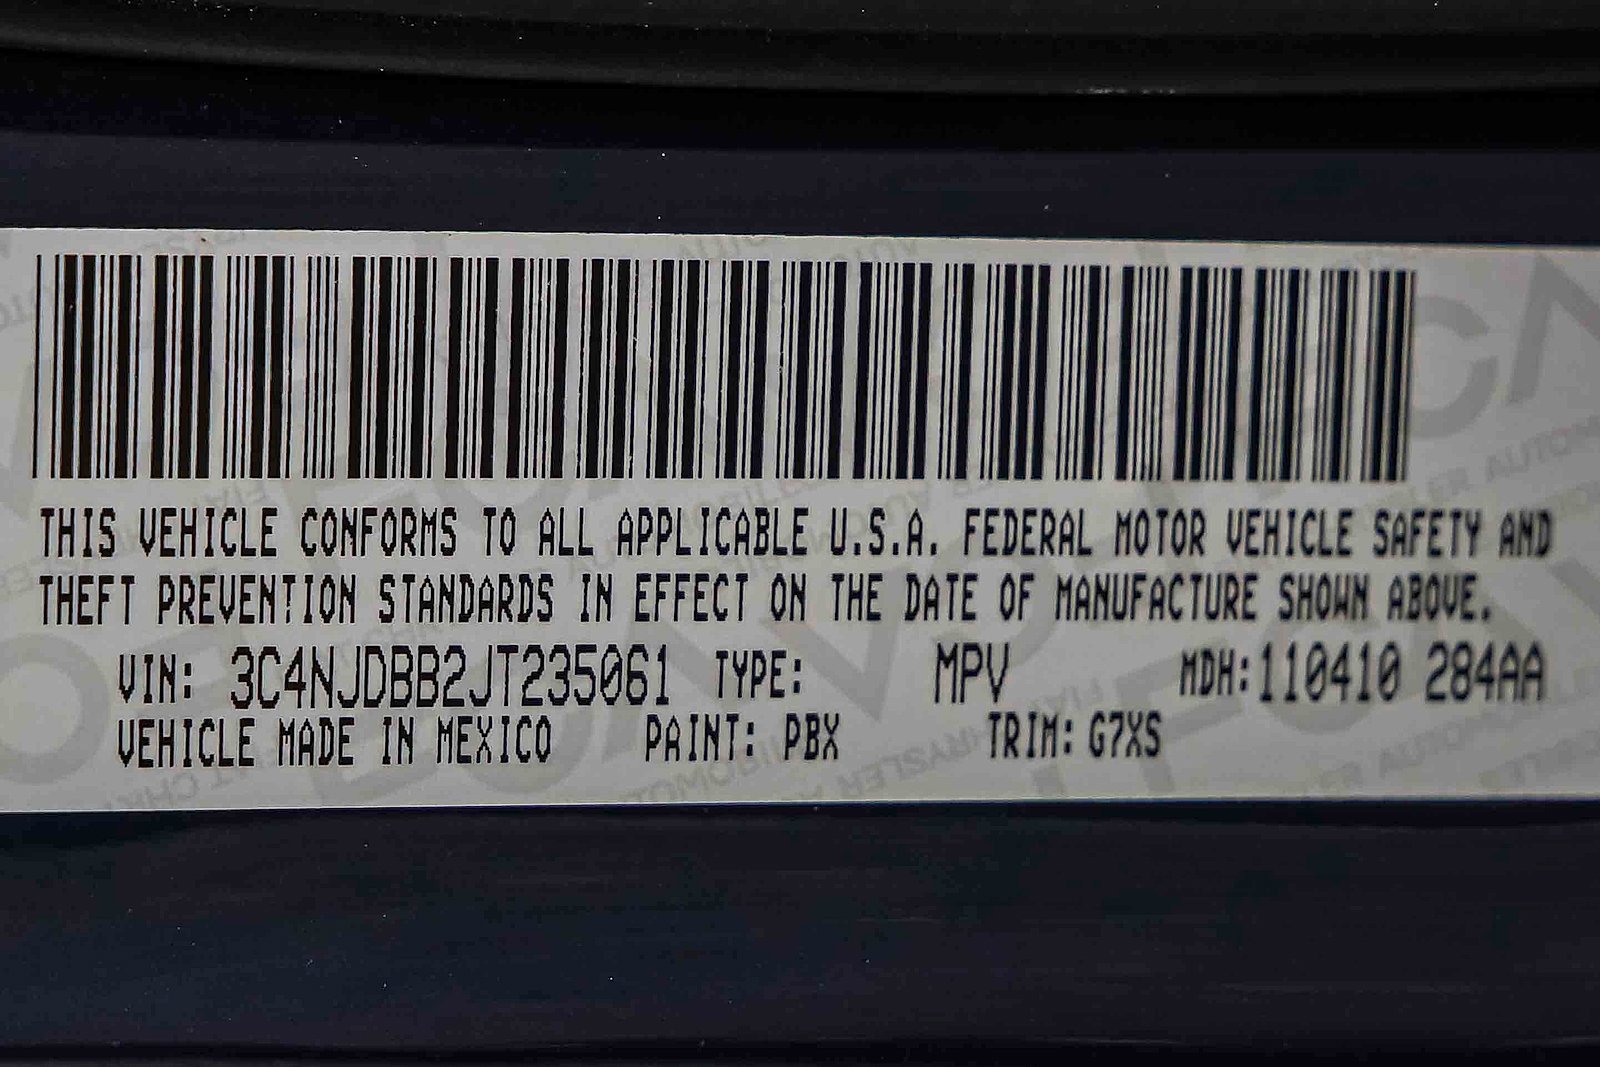 THIS VEHICLE CONFORMS TO ALL APPLICABLE U.S.A. FEDERAL MOTOR VEHICLE SAFETY AND
THEFT PREVENTION STANDARDS IN EFFECT ON THE DATE OF MANUFACTURE SHOWN ABOVE.
VIN: 3C4NJDBB2JT235061 TYPE: MPV MDH:110410 284AA
VEHICLE MADE IN MEXICO PAINT: PBX TRIM: G7XS